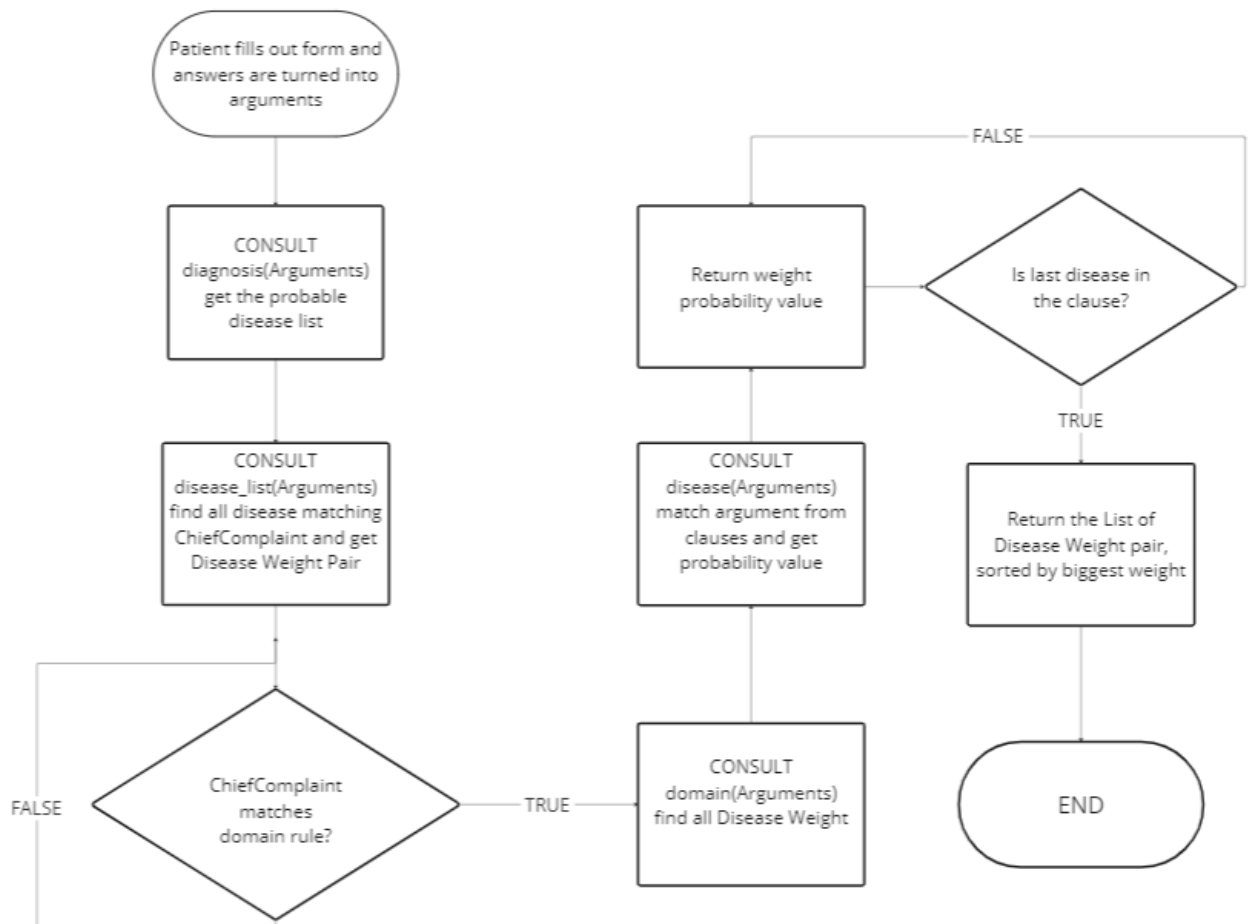 Patient fills out form and
answers are turned into
arguments
CONSULT
diagnosis(Arguments)
get the probable
disease list
CONSULT
disease_list(Arguments)
find all disease matching
ChiefComplaint and get
Disease Weight Pair
ChiefComplaint
matches
domain rule?
FALSE
TRUE
CONSULT
domain(Arguments)
find all Disease Weight
CONSULT
disease(Arguments)
match argument from
clauses and get
probability value
Return weight
probability value
Is last disease in
the clause?
FALSE
TRUE
Return the List of
Disease Weight pair,
sorted by biggest weight
END